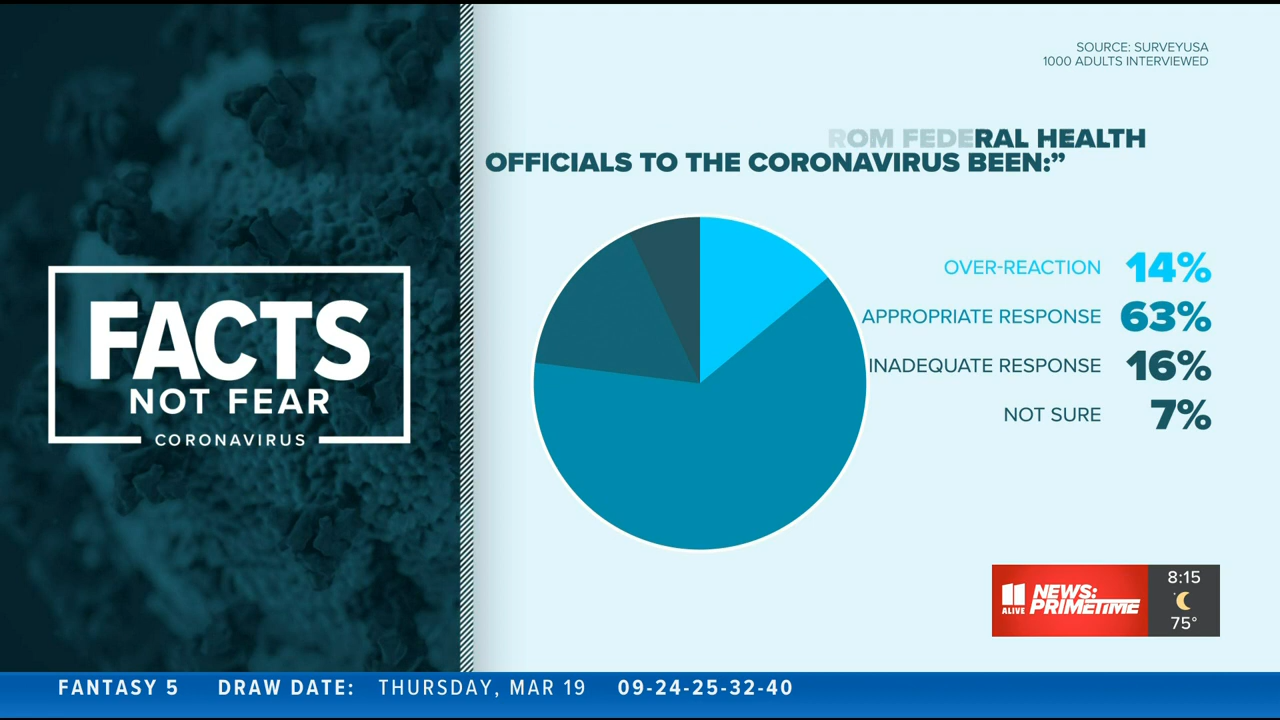 SOURCE: SURVEYUSA
1000 ADULTS INTERVIEWED
ROM FEDERAL HEALTH
OFFICIALS TO THE CORONAVIRUS BEEN:”
FACTS
NOT FEAR
CORONAVIRUS
OVER-REACTION 14%
APPROPRIATE RESPONSE 63%
INADEQUATE RESPONSE 16%
NOT SURE 7%
11 ALIVE
NEWS:
PRIMETIME
8:15
75°
FANTASY 5 DRAW DATE: THURSDAY, MAR 19 09-24-25-32-40